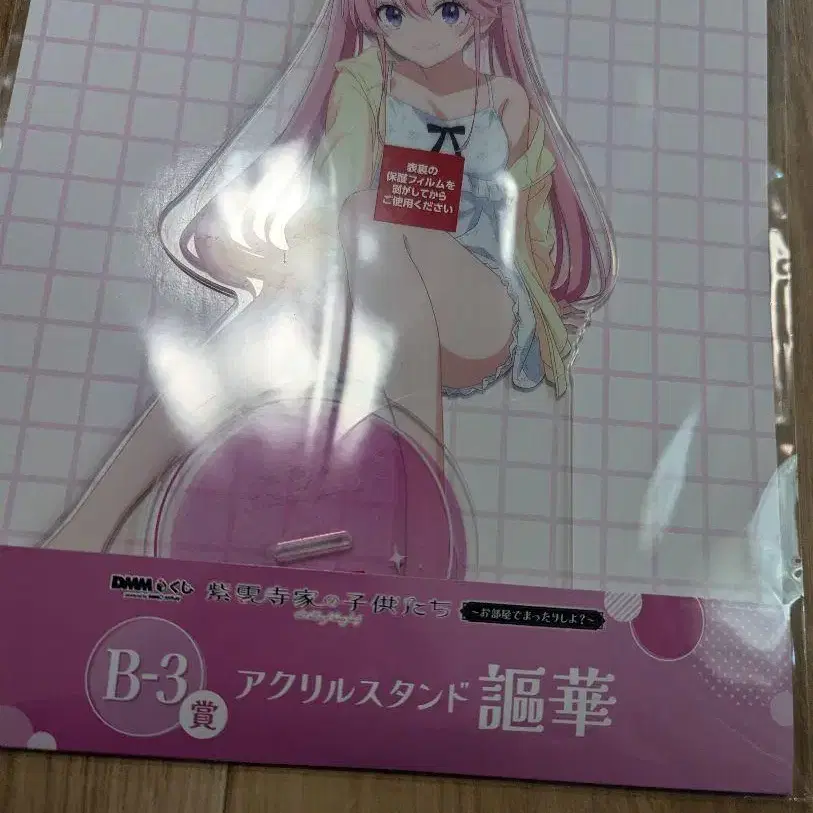 表裏の
保護フィルムを
剥がしてから
ご使用ください
DMMくじ 紫雲寺家の子供たち ～お部屋でまったりしよ?～
B-3賞 アクリルスタンド 謳華